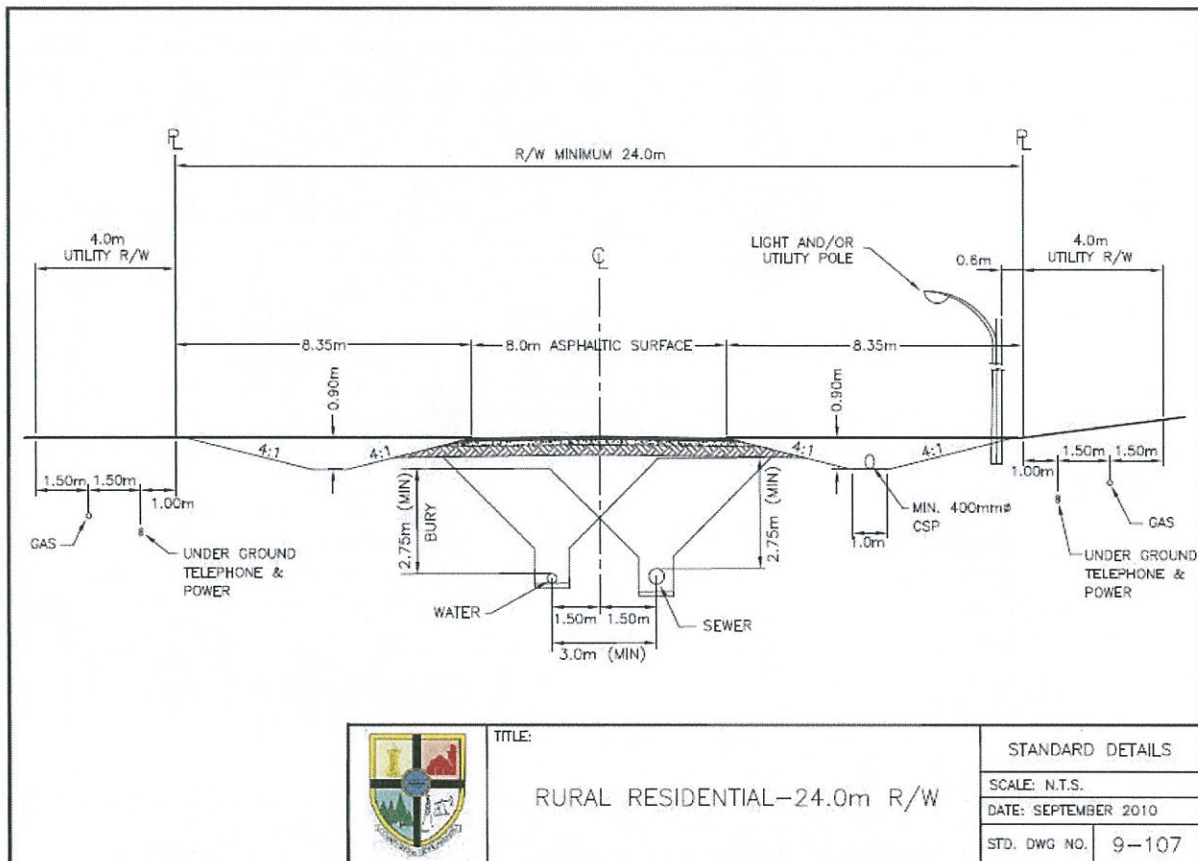 PL
PL
R/W MINIMUM 24.0m
4.0m
UTILITY R/W
CL
LIGHT AND/OR
UTILITY POLE
0.6m
4.0m
UTILITY R/W
8.35m
8.0m ASPHALTIC SURFACE
8.35m
0.90m
0.90m
4:1
4:1
4:1
4:1
1.50m
1.50m
1.00m
GAS
UNDER GROUND
TELEPHONE &
POWER
2.75m (MIN)
BURY
2.75m (MIN)
WATER
1.50m
1.50m
SEWER
3.0m (MIN)
1.0m
MIN. 400mmø
CSP
1.00m
1.50m
1.50m
GAS
UNDER GROUND
TELEPHONE &
POWER
TITLE:
RURAL RESIDENTIAL-24.0m R/W
STANDARD DETAILS
SCALE: N.T.S.
DATE: SEPTEMBER 2010
STD. DWG NO.
9-107